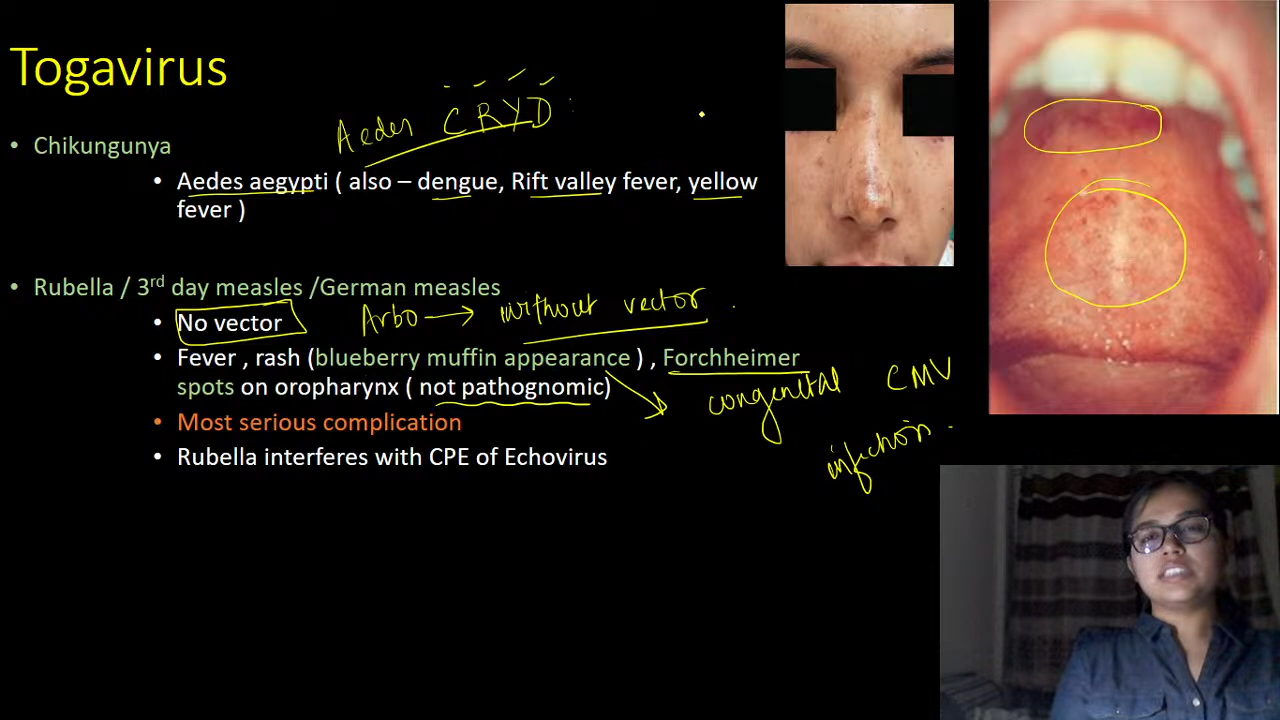 Togavirus
Aedes CRYD
• Chikungunya
• Aedes aegypti ( also – dengue, Rift valley fever, yellow
fever )
• Rubella / 3rd day measles /German measles
• No vector
Arbo → without vector .
• Fever , rash (blueberry muffin appearance ) , Forchheimer
spots on oropharynx ( not pathognomic)
congenital CMV
infection .
• Most serious complication
• Rubella interferes with CPE of Echovirus